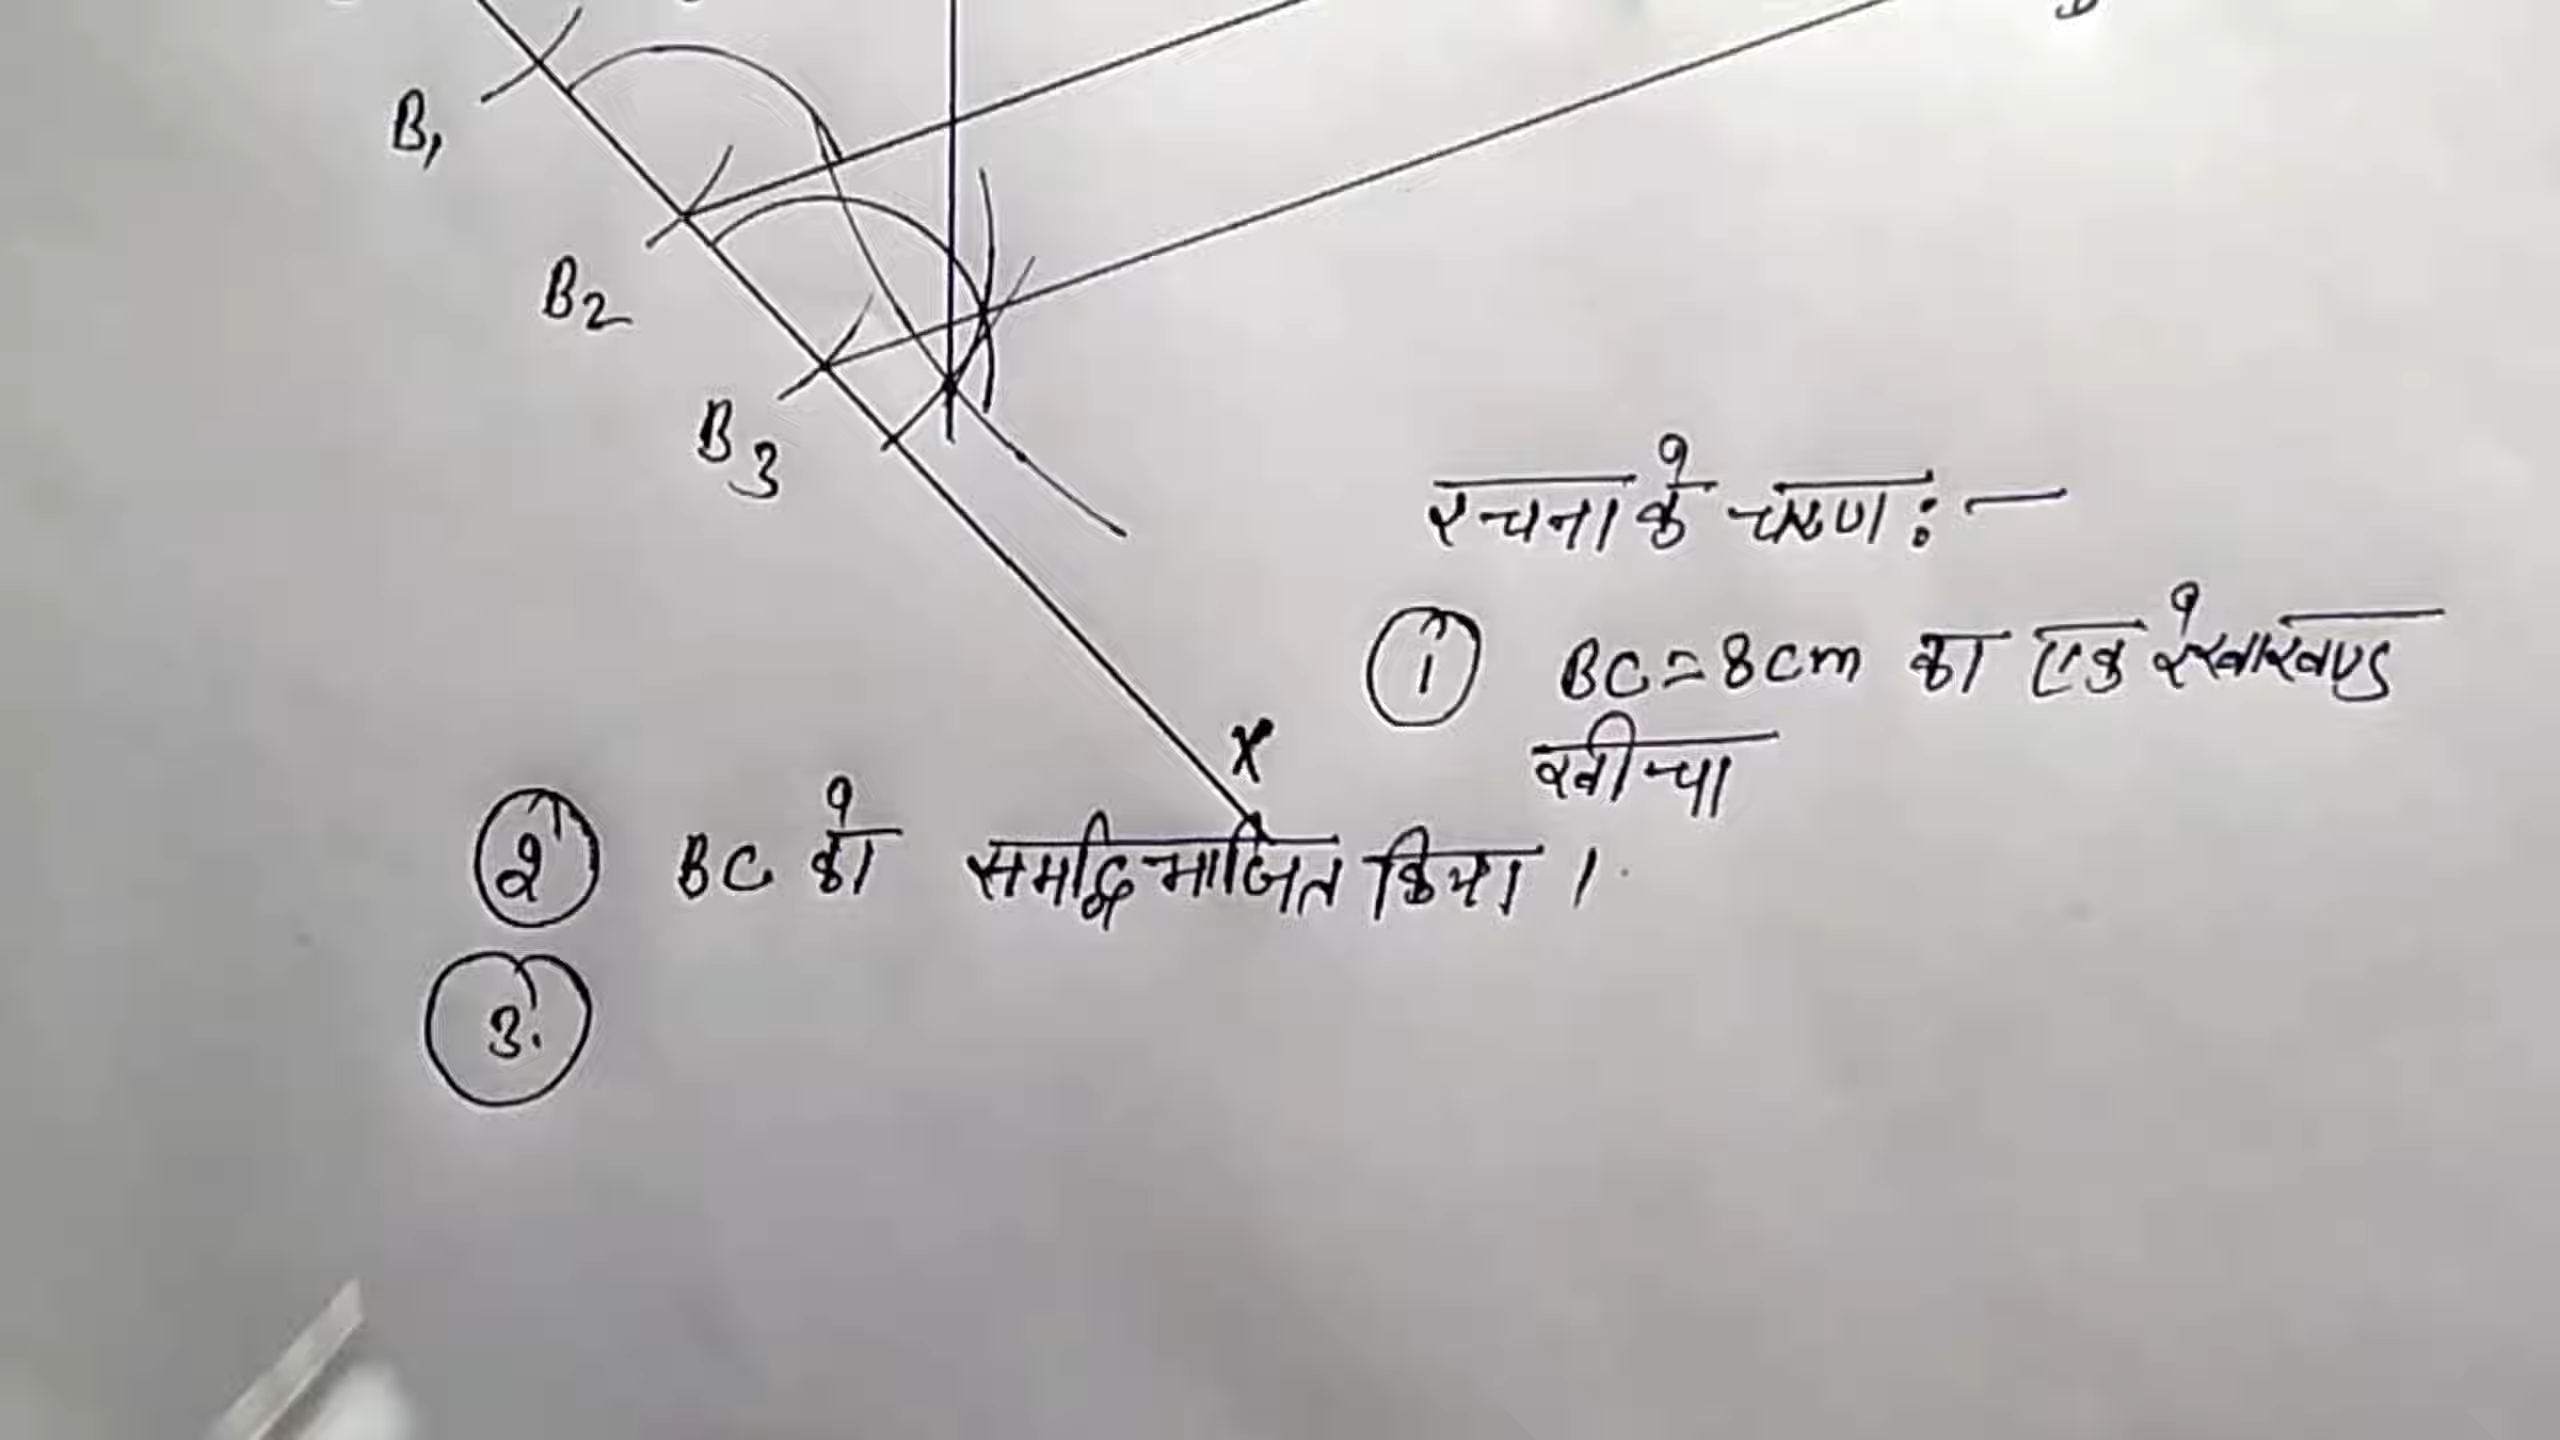 B1
B2
B3
रचना के चरण :—
① BC = 8cm का एक रेखाखण्ड
खीचा
X
② BC को समद्विभाजित किया ।
③.